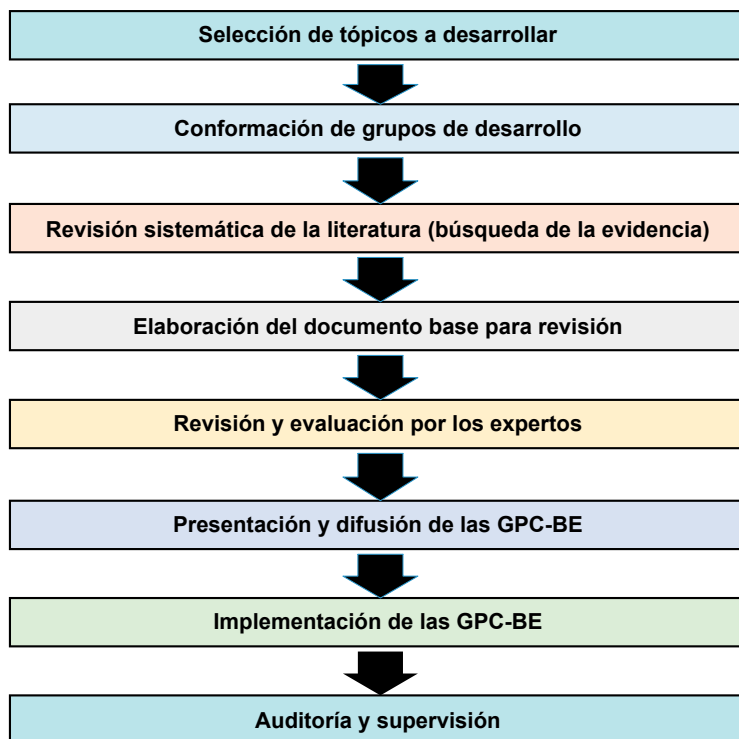 Selección de tópicos a desarrollar
Conformación de grupos de desarrollo
Revisión sistemática de la literatura (búsqueda de la evidencia)
Elaboración del documento base para revisión
Revisión y evaluación por los expertos
Presentación y difusión de las GPC-BE
Implementación de las GPC-BE
Auditoría y supervisión